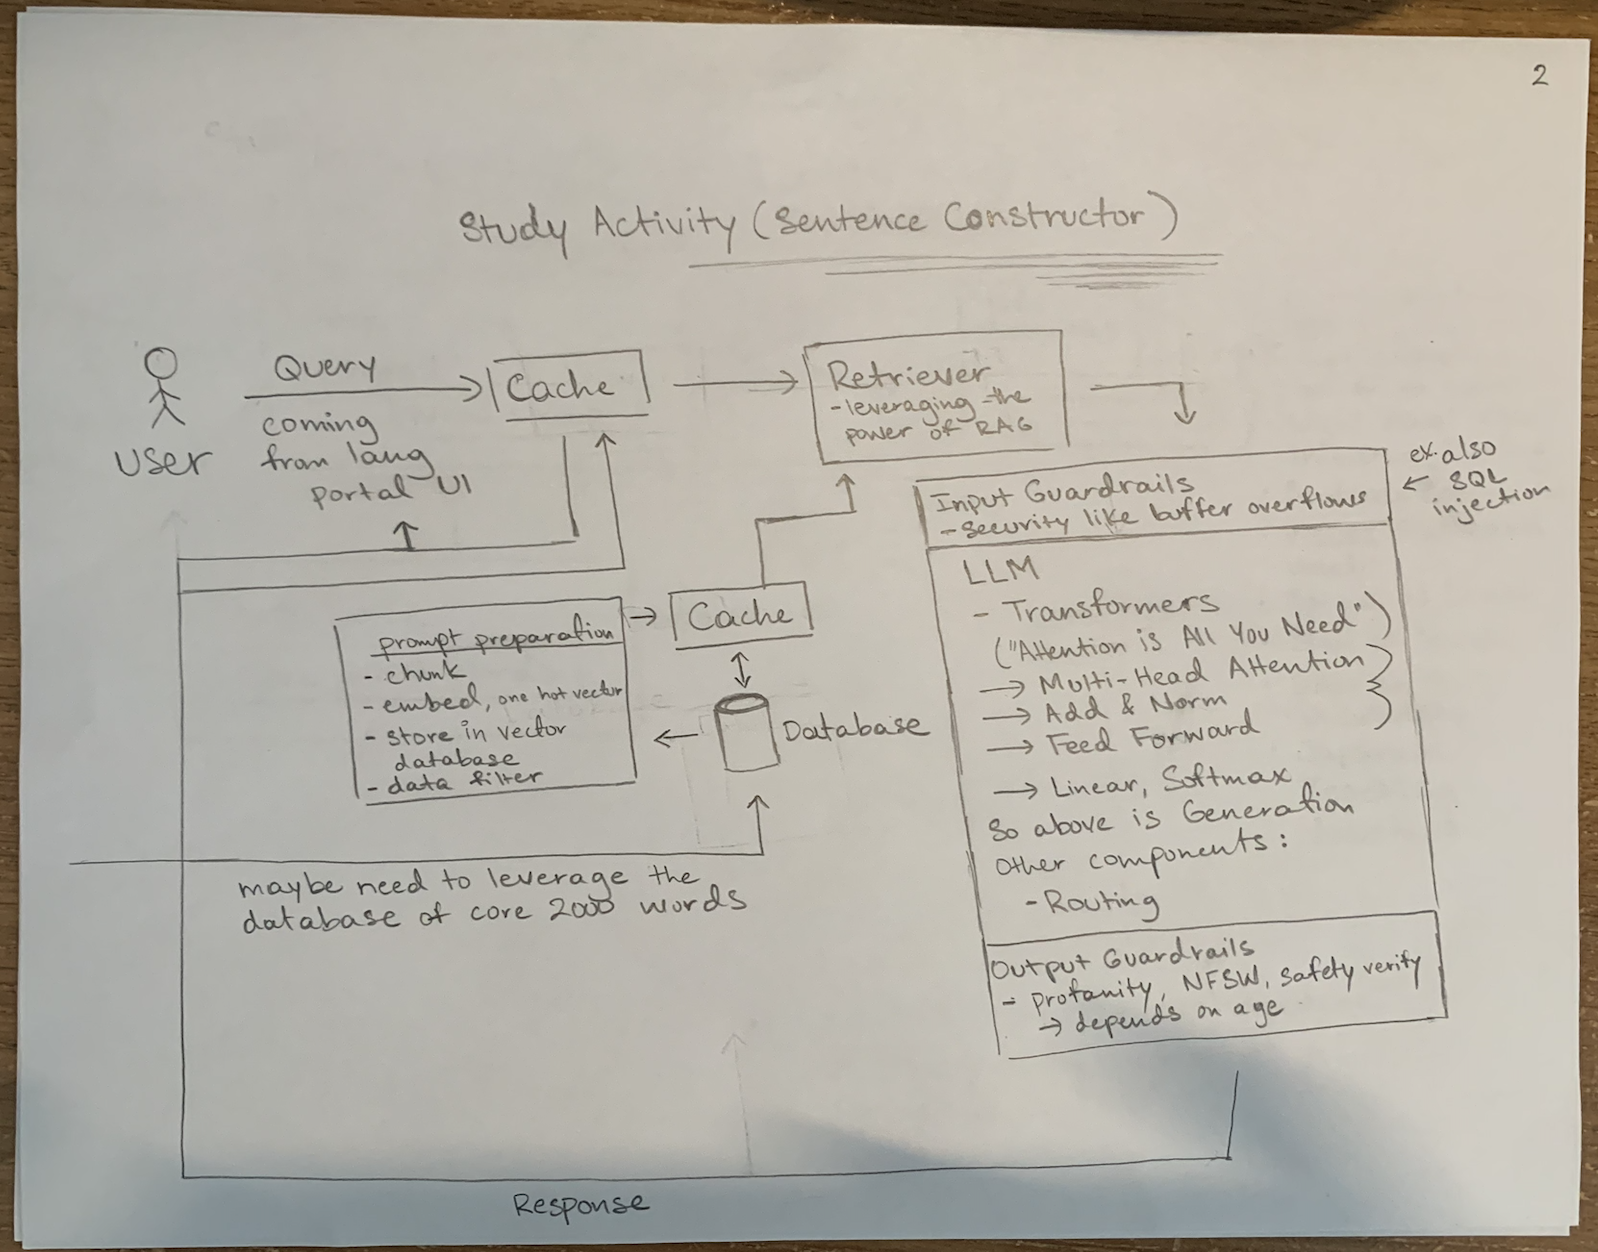 2
Study Activity (Sentence Constructor)
Query
coming
from lang
portal UI
User
Cache
Retriever
- leveraging the
power of RAG
ex. also
← SQL
injection
Input Guardrails
- Security like buffer overflows
LLM
- Transformers
("Attention is All You Need")
→ Multi-Head Attention
→ Add & Norm
→ Feed Forward
→ Linear, Softmax
So above is Generation
Other components:
- Routing
Output Guardrails
- profanity, NFSW, safety verify
→ depends on age
Cache
prompt preparation
- chunk
- embed, one hot vector
- store in vector
database
- data filter
Database
maybe need to leverage the
database of core 2000 words
Response